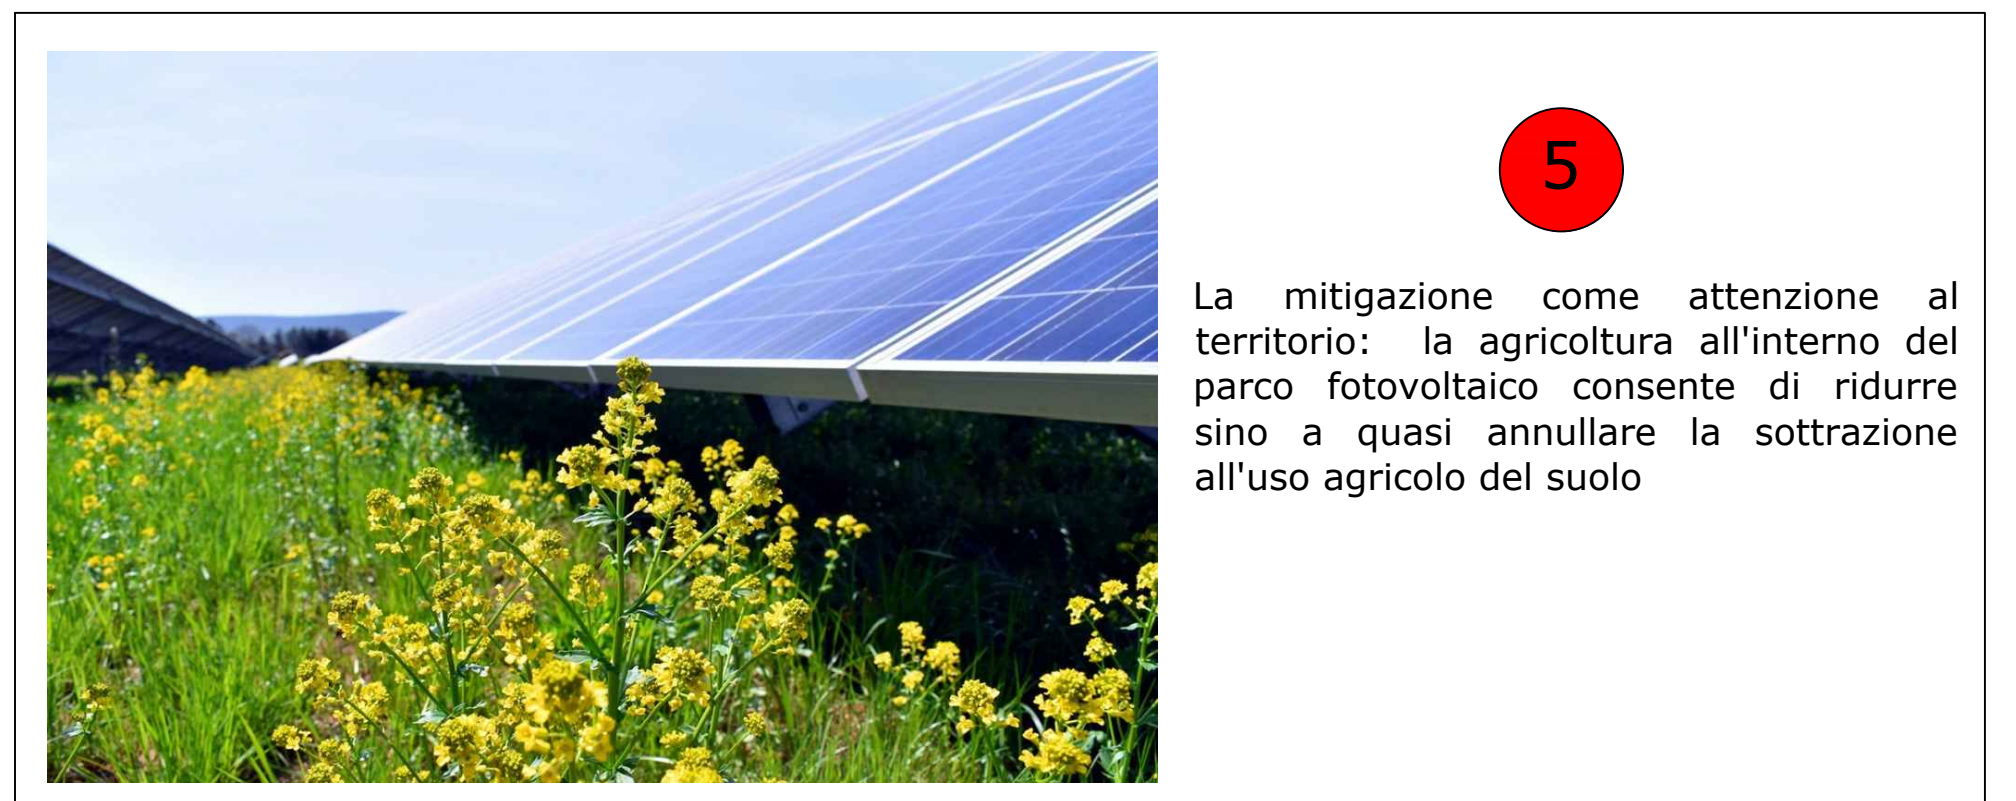 5
La mitigazione come attenzione al
territorio: la agricoltura all'interno del
parco fotovoltaico consente di ridurre
sino a quasi annullare la sottrazione
all'uso agricolo del suolo